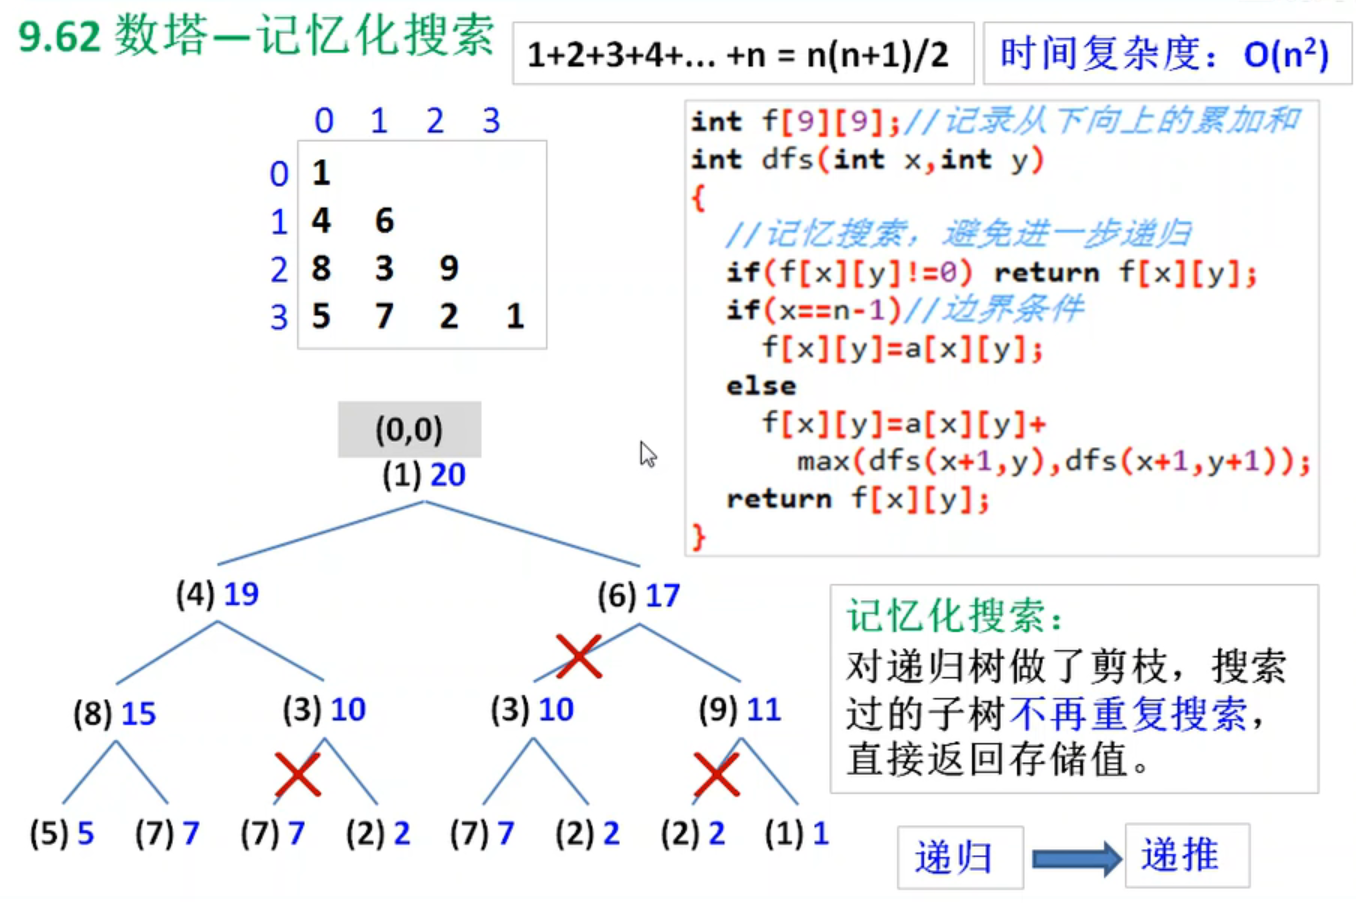 9.62 数塔—记忆化搜索
1+2+3+4+... +n = n(n+1)/2
时间复杂度：O(n²)
0 1 2 3
0 1
1 4 6
2 8 3 9
3 5 7 2 1
int f[9][9];//记录从下向上的累加和
int dfs(int x,int y)
{
//记忆搜索，避免进一步递归
if(f[x][y]!=0) return f[x][y];
if(x==n-1)//边界条件
f[x][y]=a[x][y];
else
f[x][y]=a[x][y]+
max(dfs(x+1,y),dfs(x+1,y+1));
return f[x][y];
}
(0,0)
(1) 20
(4) 19 (6) 17
(8) 15 (3) 10 (3) 10 (9) 11
(5) 5 (7) 7 (7) 7 (2) 2 (7) 7 (2) 2 (2) 2 (1) 1
记忆化搜索：
对递归树做了剪枝，搜索
过的子树不再重复搜索，
直接返回存储值。
递归 递推